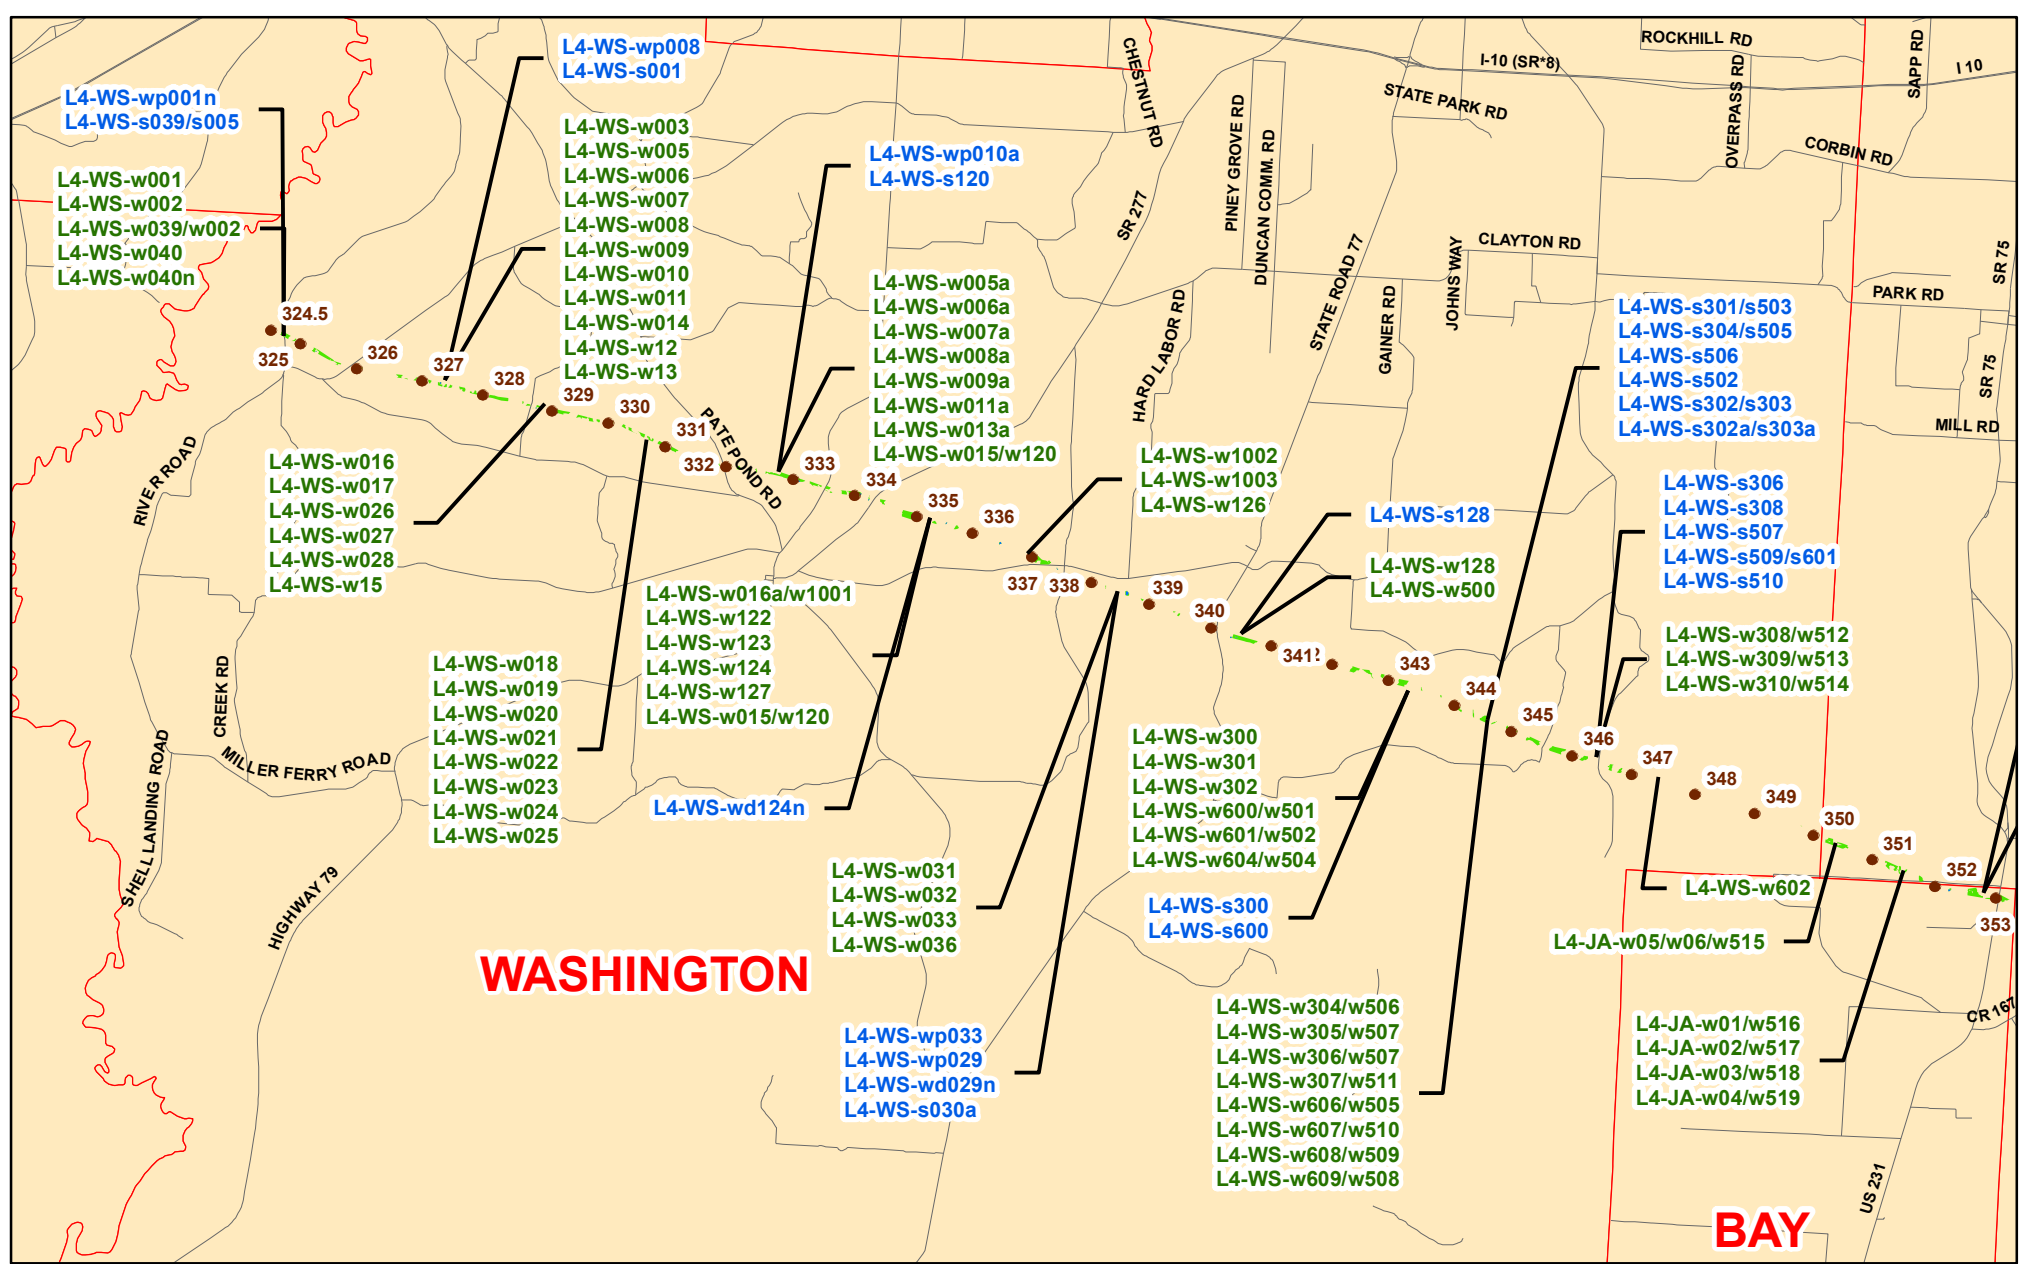 L4-WS-wp001n
L4-WS-s039/s005
L4-WS-w001
L4-WS-w002
L4-WS-w039/w002
L4-WS-w040
L4-WS-w040n
L4-WS-wp008
L4-WS-s001
L4-WS-w003
L4-WS-w005
L4-WS-w006
L4-WS-w007
L4-WS-w008
L4-WS-w009
L4-WS-w010
L4-WS-w011
L4-WS-w014
L4-WS-w12
L4-WS-w13
L4-WS-wp010a
L4-WS-s120
L4-WS-w005a
L4-WS-w006a
L4-WS-w007a
L4-WS-w008a
L4-WS-w009a
L4-WS-w011a
L4-WS-w013a
L4-WS-w015/w120
CHESTNUT RD
SR 277
PINEY GROVE RD
DUNCAN COMM. RD
STATE PARK RD
I-10 (SR*8)
ROCKHILL RD
OVERPASS RD
SAPP RD
I 10
CORBIN RD
STATE ROAD 77
HARD LABOR RD
GAINER RD
JOHNS WAY
CLAYTON RD
SR 75
PARK RD
SR 75
MILL RD
L4-WS-s301/s503
L4-WS-s304/s505
L4-WS-s506
L4-WS-s502
L4-WS-s302/s303
L4-WS-s302a/s303a
324.5
325
326
327
328
329
330
331
332
333
334
335
336
337
338
339
340
341
343
344
345
346
347
348
349
350
351
352
353
PATE POND RD
RIVER ROAD
L4-WS-w016
L4-WS-w017
L4-WS-w026
L4-WS-w027
L4-WS-w028
L4-WS-w15
L4-WS-w1002
L4-WS-w1003
L4-WS-w126
L4-WS-s128
L4-WS-w128
L4-WS-w500
L4-WS-s306
L4-WS-s308
L4-WS-s507
L4-WS-s509/s601
L4-WS-s510
L4-WS-w308/w512
L4-WS-w309/w513
L4-WS-w310/w514
L4-WS-w016a/w1001
L4-WS-w122
L4-WS-w123
L4-WS-w124
L4-WS-w127
L4-WS-w015/w120
CREEK RD
MILLER FERRY ROAD
SHELL LANDING ROAD
HIGHWAY 79
L4-WS-w018
L4-WS-w019
L4-WS-w020
L4-WS-w021
L4-WS-w022
L4-WS-w023
L4-WS-w024
L4-WS-w025
L4-WS-wd124n
L4-WS-w300
L4-WS-w301
L4-WS-w302
L4-WS-w600/w501
L4-WS-w601/w502
L4-WS-w604/w504
L4-WS-w031
L4-WS-w032
L4-WS-w033
L4-WS-w036
L4-WS-s300
L4-WS-s600
L4-WS-w602
L4-JA-w05/w06/w515
WASHINGTON
L4-WS-wp033
L4-WS-wp029
L4-WS-wd029n
L4-WS-s030a
L4-WS-w304/w506
L4-WS-w305/w507
L4-WS-w306/w507
L4-WS-w307/w511
L4-WS-w606/w505
L4-WS-w607/w510
L4-WS-w608/w509
L4-WS-w609/w508
L4-JA-w01/w516
L4-JA-w02/w517
L4-JA-w03/w518
L4-JA-w04/w519
CR 167
US 231
BAY